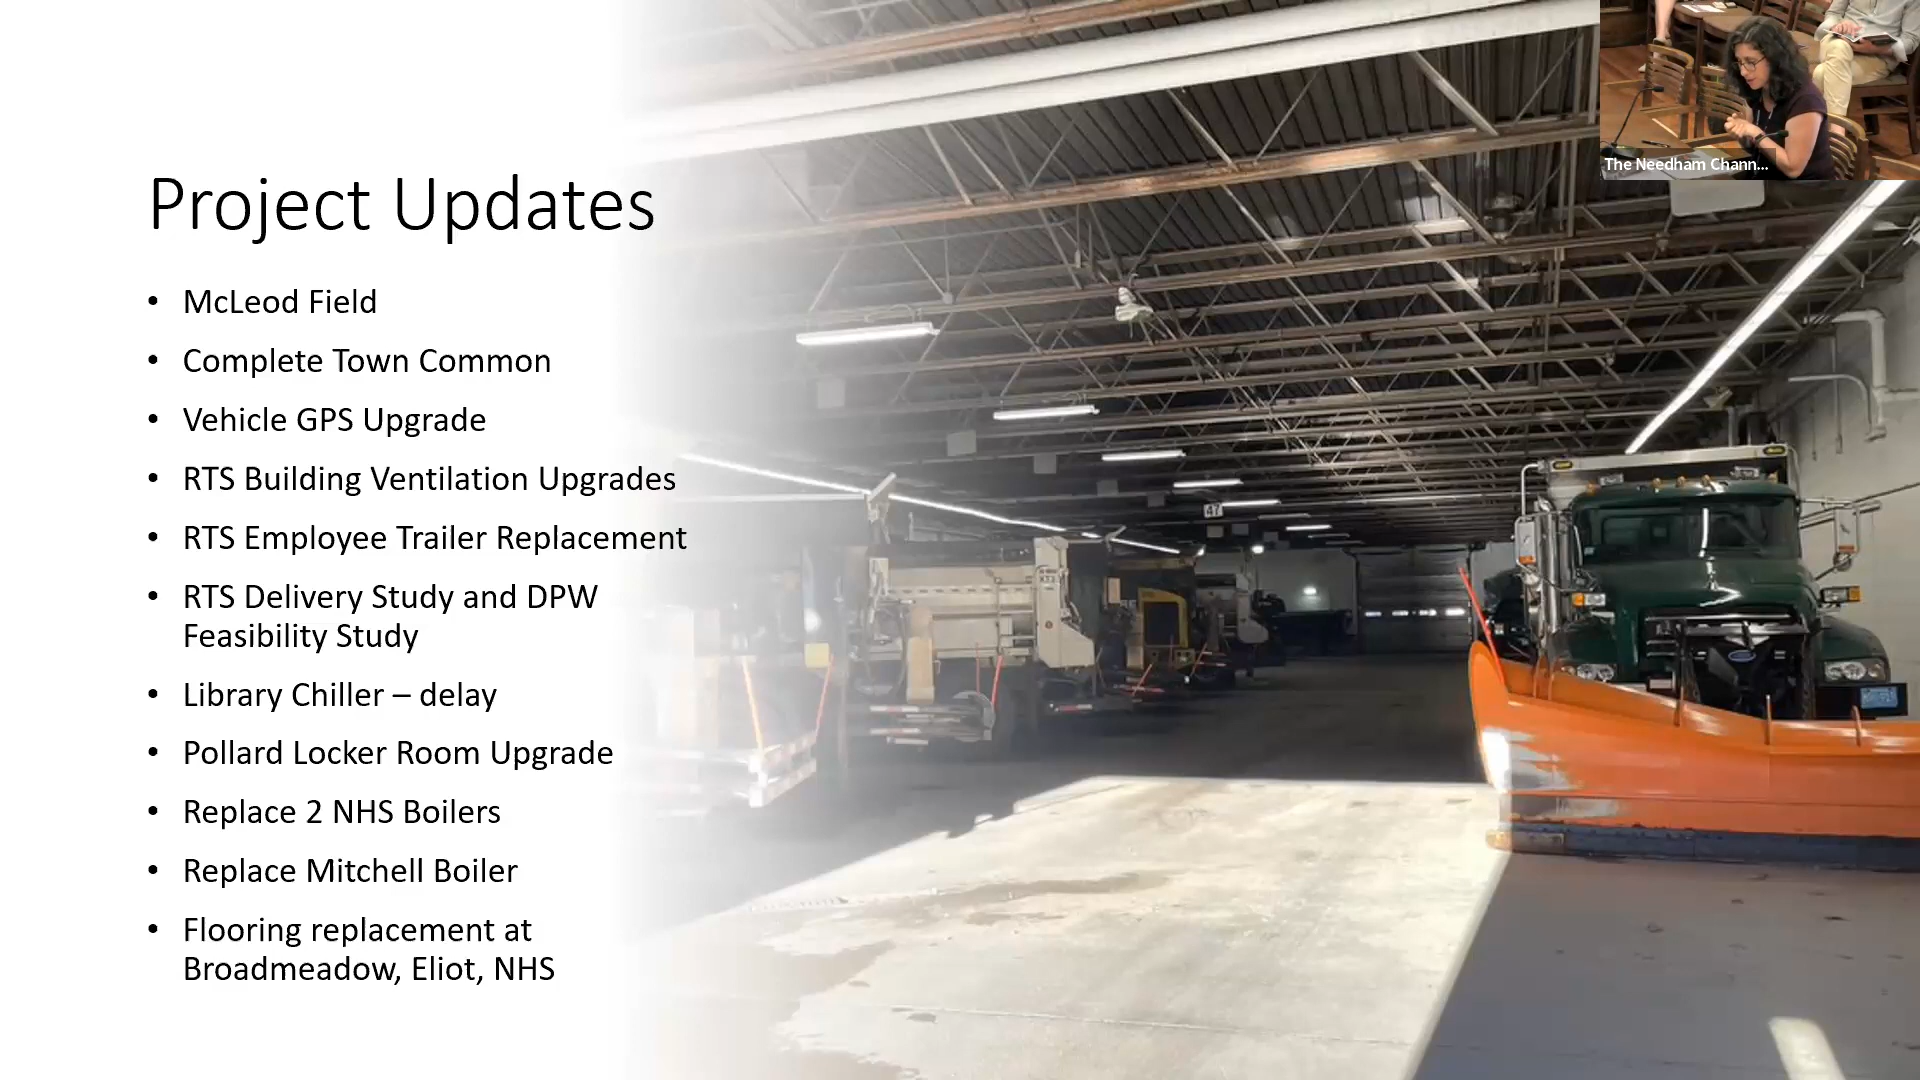 The Needham Chann...
Project Updates
• McLeod Field
• Complete Town Common
• Vehicle GPS Upgrade
• RTS Building Ventilation Upgrades
• RTS Employee Trailer Replacement
• RTS Delivery Study and DPW
Feasibility Study
• Library Chiller – delay
• Pollard Locker Room Upgrade
• Replace 2 NHS Boilers
• Replace Mitchell Boiler
• Flooring replacement at
Broadmeadow, Eliot, NHS
47